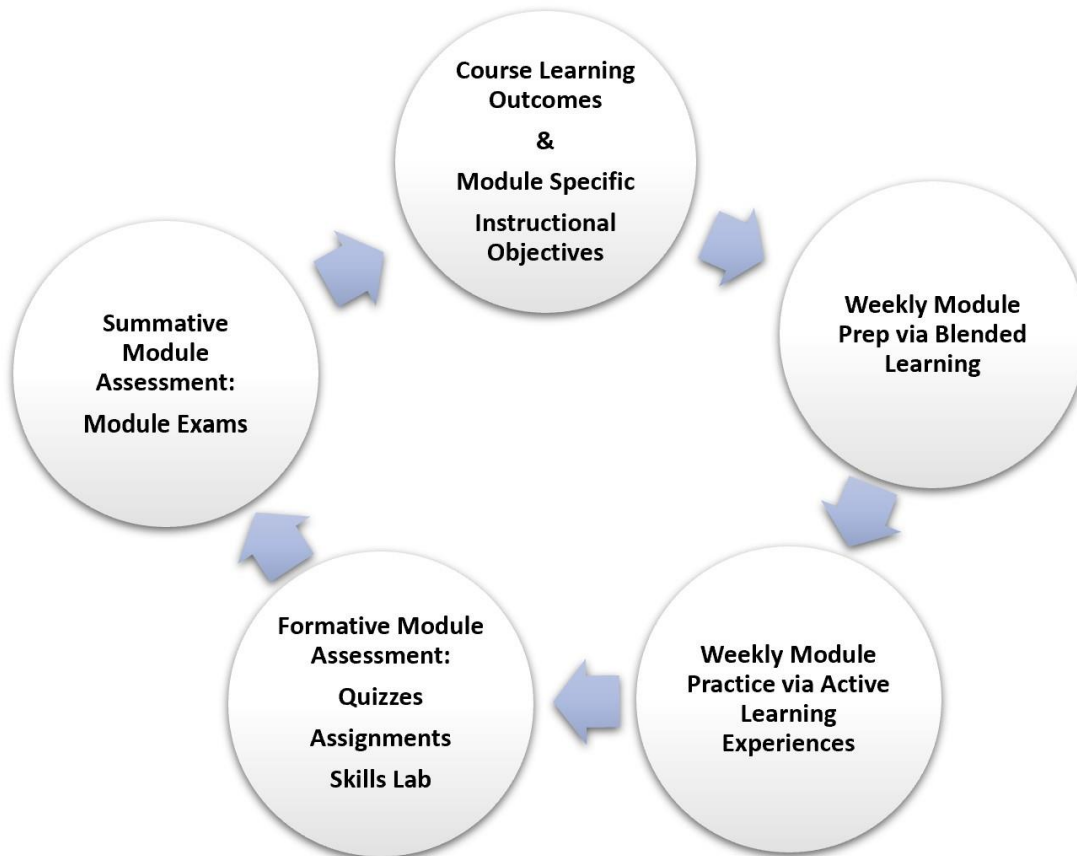 Course Learning
Outcomes
&
Module Specific
Instructional
Objectives
Weekly Module
Prep via Blended
Learning
Weekly Module
Practice via Active
Learning
Experiences
Formative Module
Assessment:
Quizzes
Assignments
Skills Lab
Summative
Module
Assessment:
Module Exams